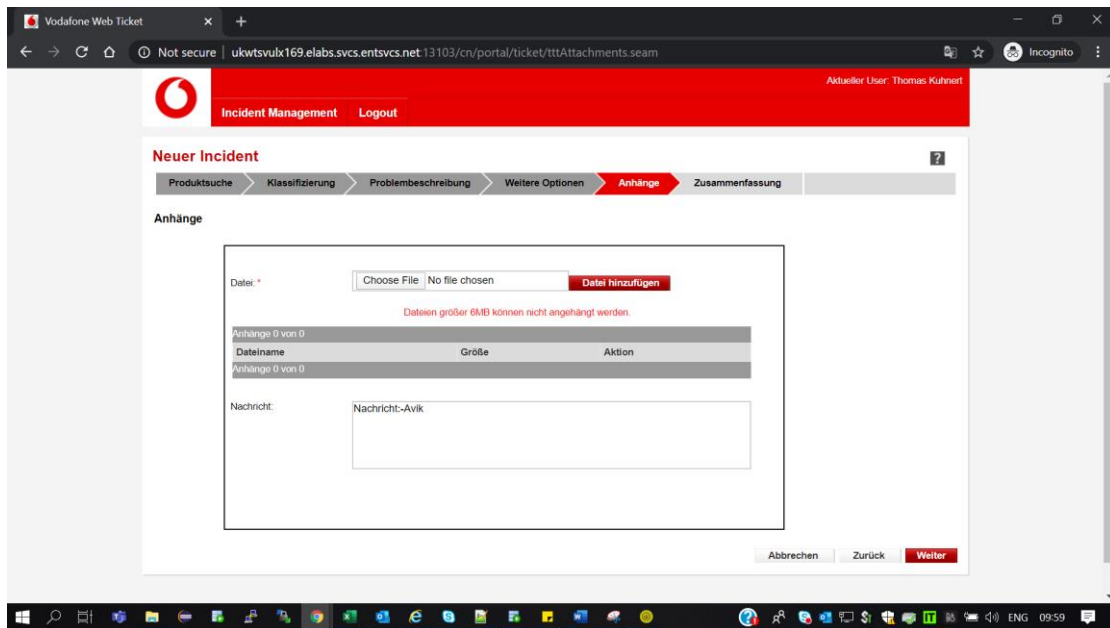 Vodafone Web Ticket
Not secure | ukwtsvulx169.elabs.svcs.entsvcs.net:13103/cn/portal/ticket/tttAttachments.seam
Incognito
Aktueller User: Thomas Kuhnert
Incident Management Logout
Neuer Incident
?
Produktsuche Klassifizierung Problembeschreibung Weitere Optionen Anhänge Zusammenfassung
Anhänge
Datei: * Choose File No file chosen Datei hinzufügen
Dateien größer 6MB können nicht angehängt werden.
Anhänge 0 von 0
Dateiname Größe Aktion
Anhänge 0 von 0
Nachricht: Nachricht:-Avik
Abbrechen Zurück Weiter
ENG 09:59